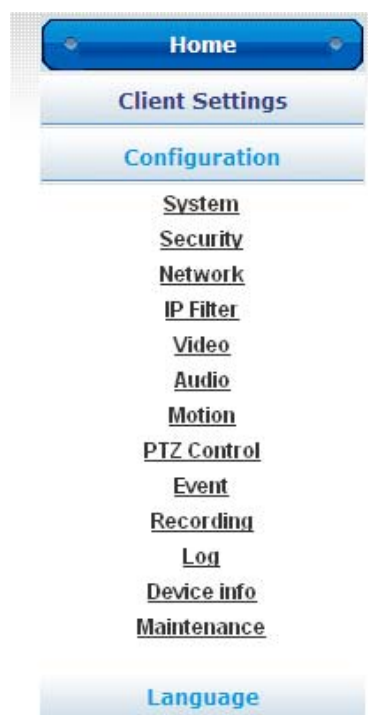 Home
Client Settings
Configuration
System
Security
Network
IP Filter
Video
Audio
Motion
PTZ Control
Event
Recording
Log
Device info
Maintenance
Language